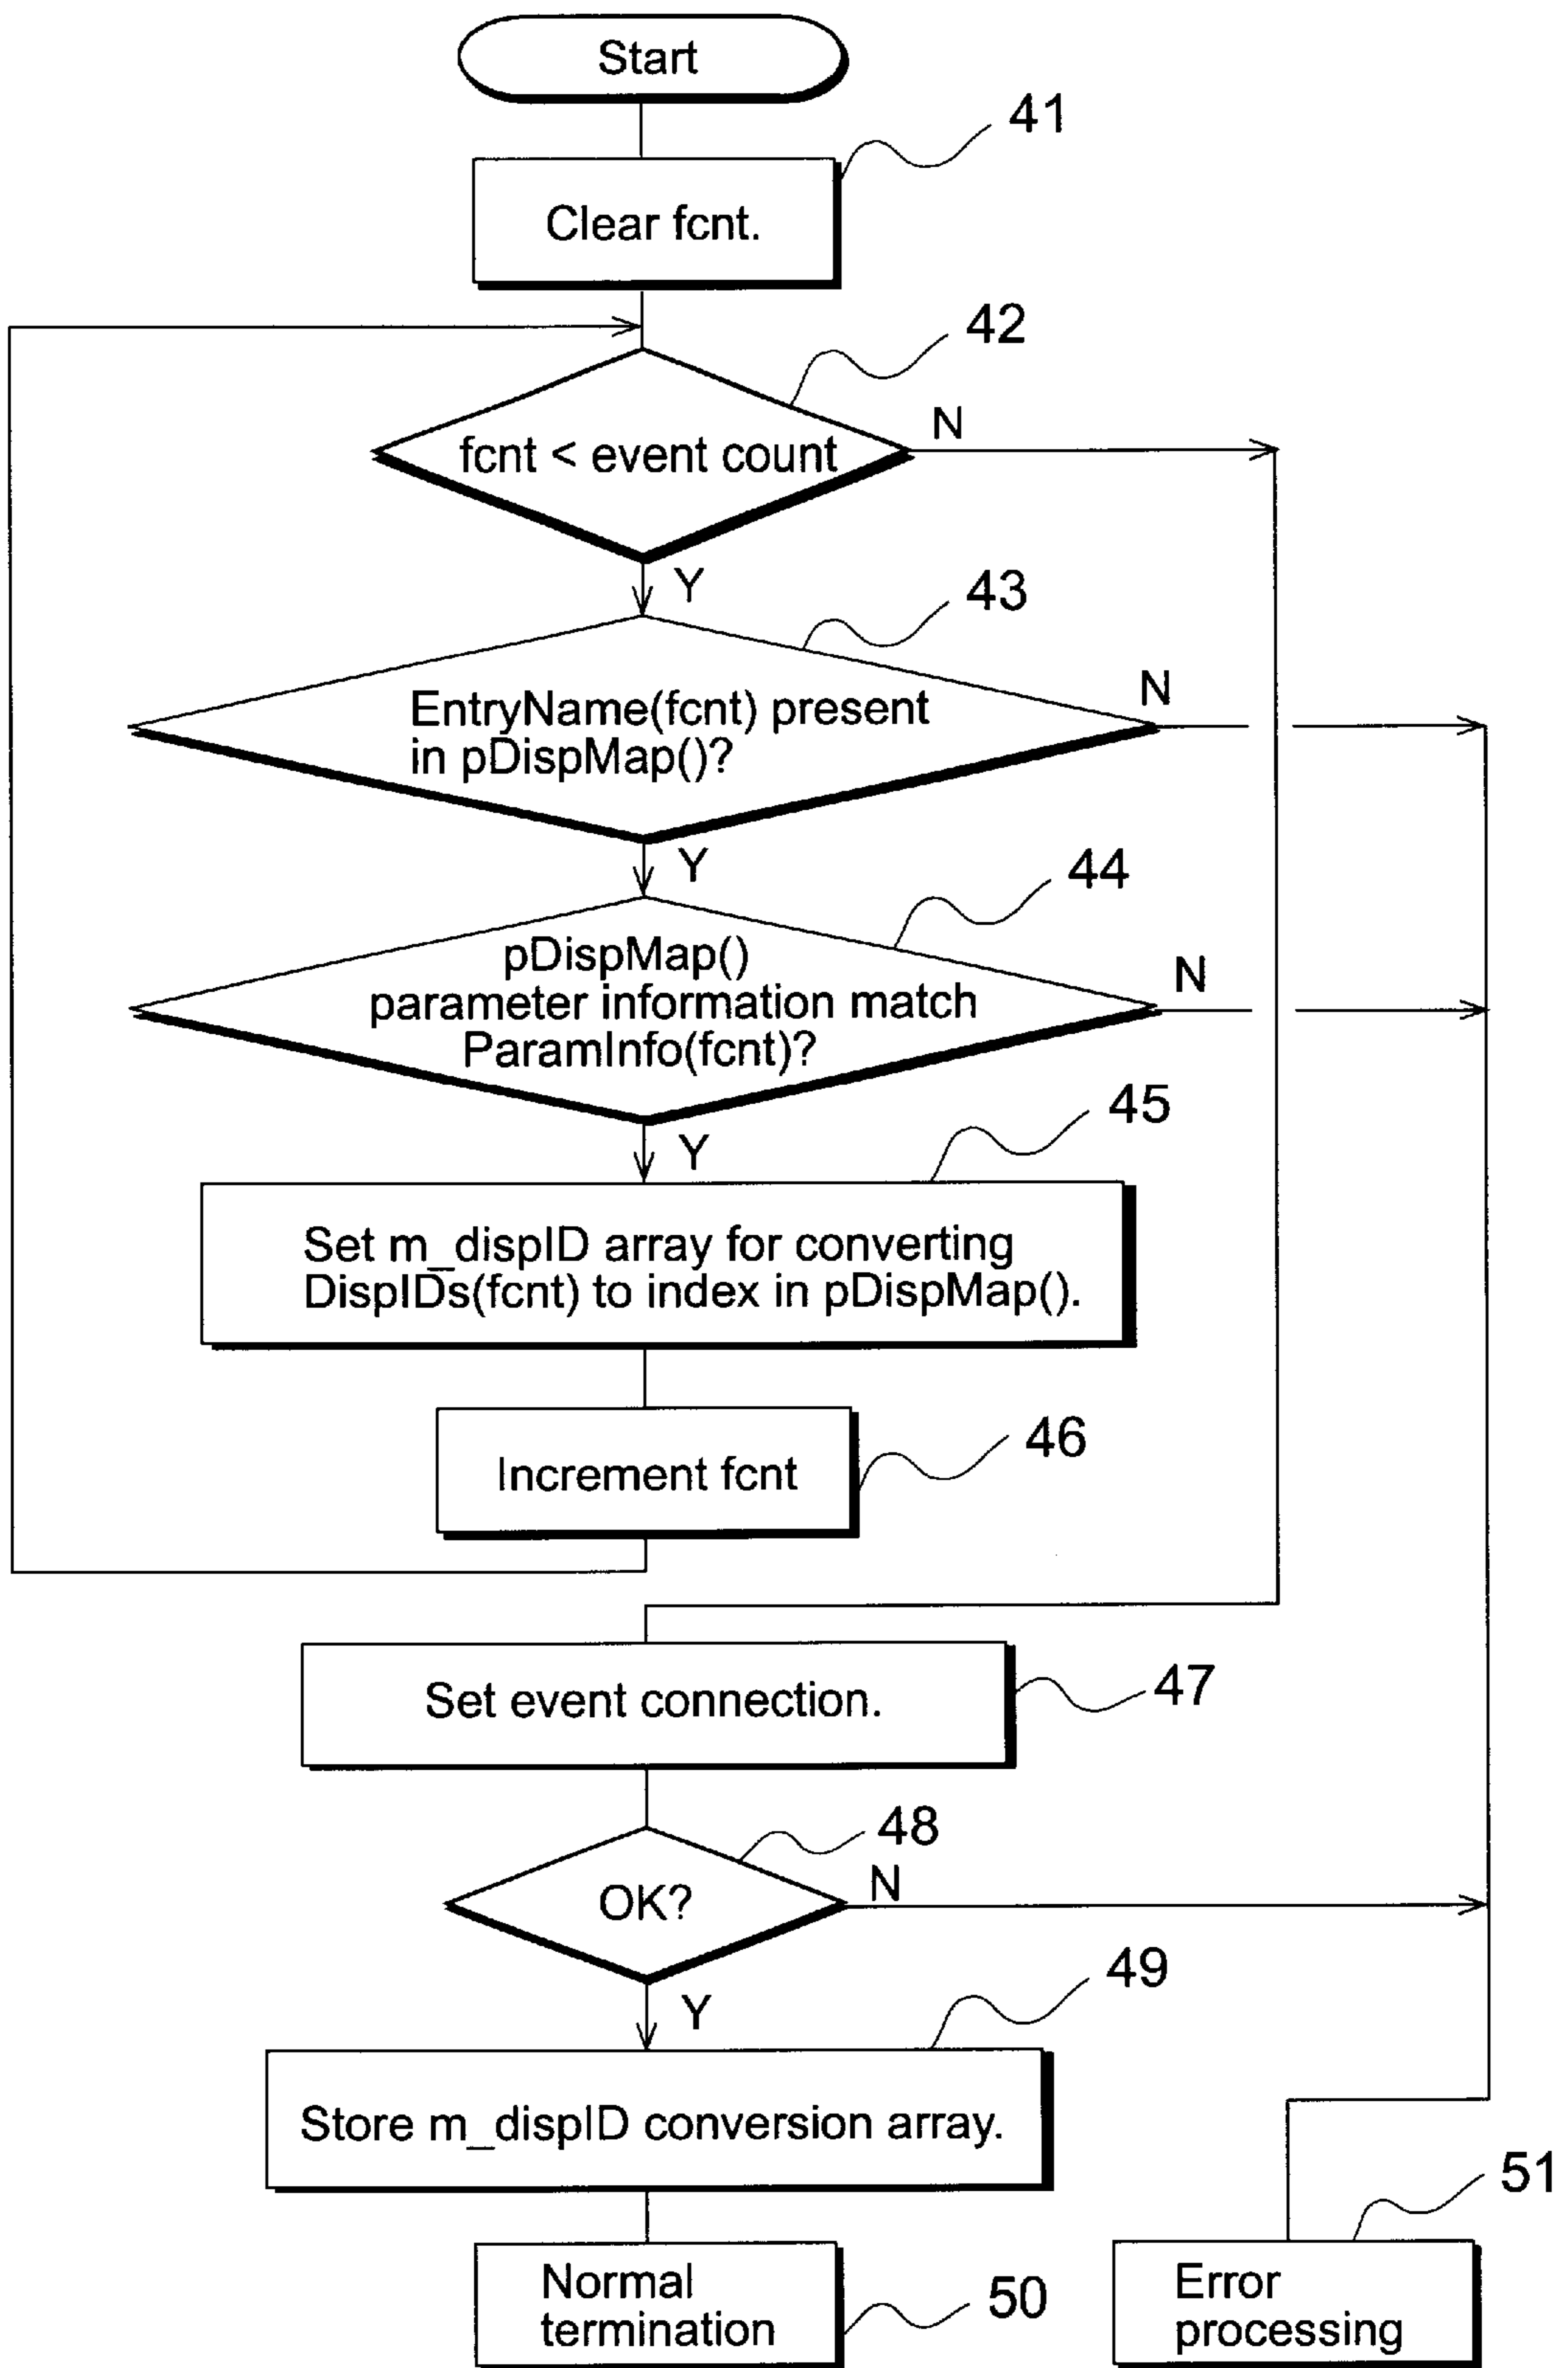 Start
41
Clear fcnt.
42
fcnt < event count
N
Y
43
EntryName(fcnt) present
in pDispMap()?
N
Y
44
pDispMap()
parameter information match
ParamInfo(fcnt)?
N
Y
45
Set m_dispID array for converting
DispIDs(fcnt) to index in pDispMap().
Increment fcnt
46
Set event connection.
47
48
OK?
N
Y
49
Store m_dispID conversion array.
51
Normal
termination
50
Error
processing